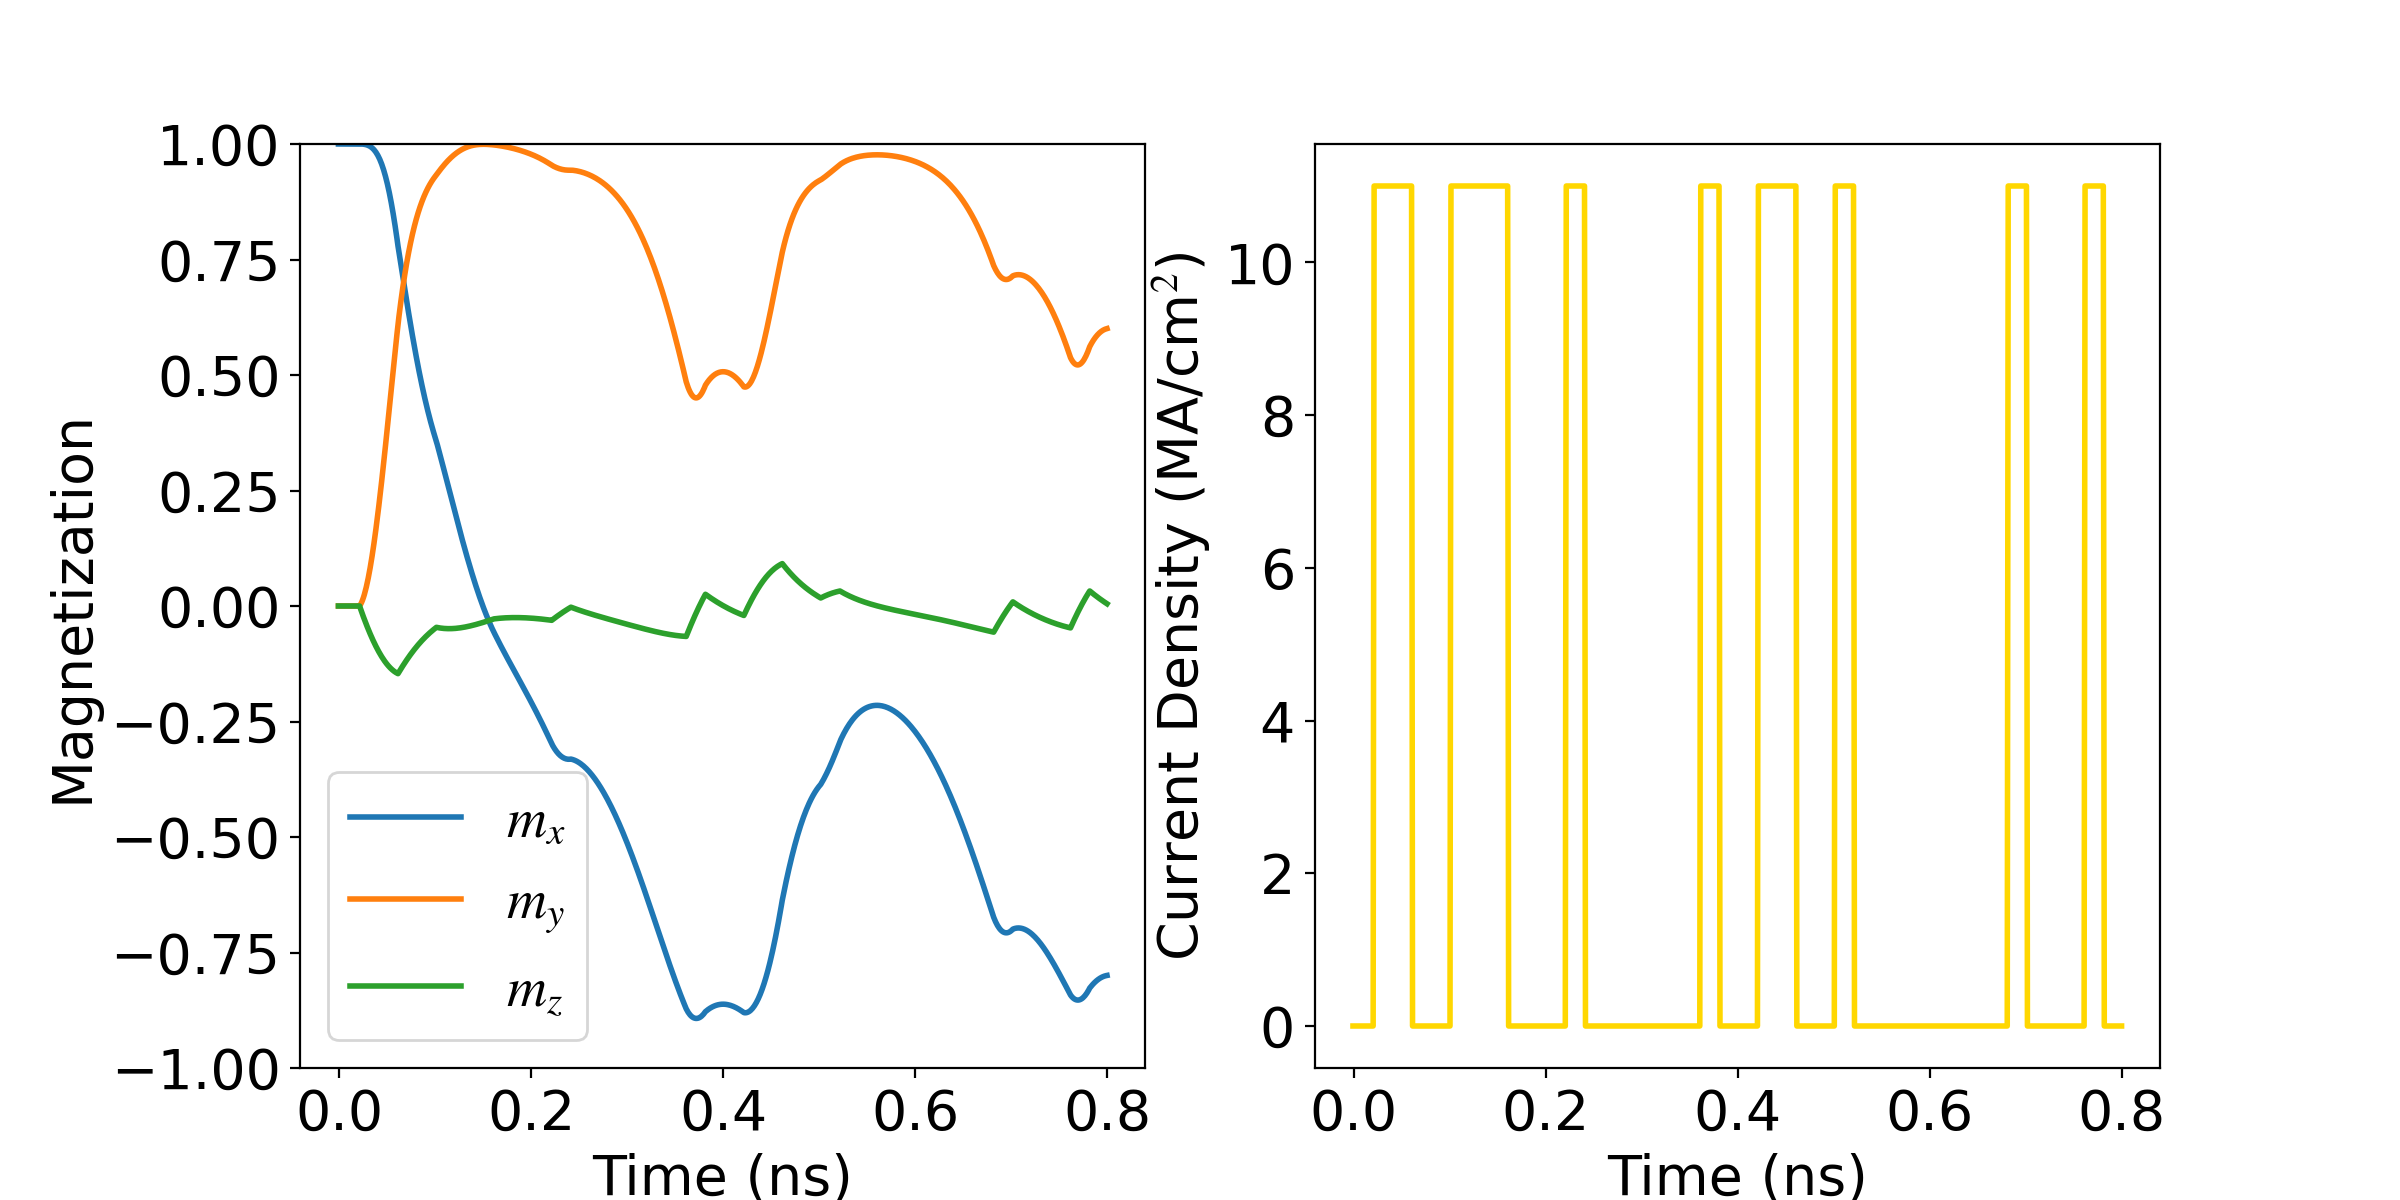 1.00
0.75
0.50
0.25
0.00
−0.25
−0.50
−0.75
−1.00
Magnetization
m_x
m_y
m_z
0.0 0.2 0.4 0.6 0.8
Time (ns)
Current Density (MA/cm²)
10
8
6
4
2
0
0.0 0.2 0.4 0.6 0.8
Time (ns)